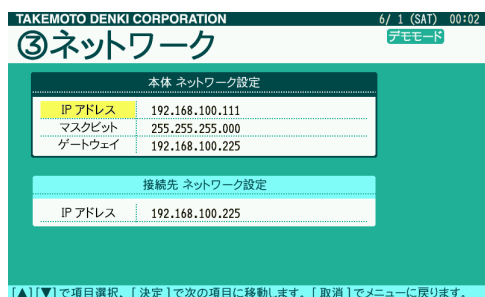 TAKEMOTO DENKI CORPORATION 6/ 1 (SAT) 00:02
③ネットワーク デモモード
本体 ネットワーク設定
IP アドレス 192.168.100.111
マスクビット 255.255.255.000
ゲートウェイ 192.168.100.225
接続先 ネットワーク設定
IP アドレス 192.168.100.225
[▲][▼]で項目選択、[ 決定 ]で次の項目に移動します。[ 取消 ]でメニューに戻ります。